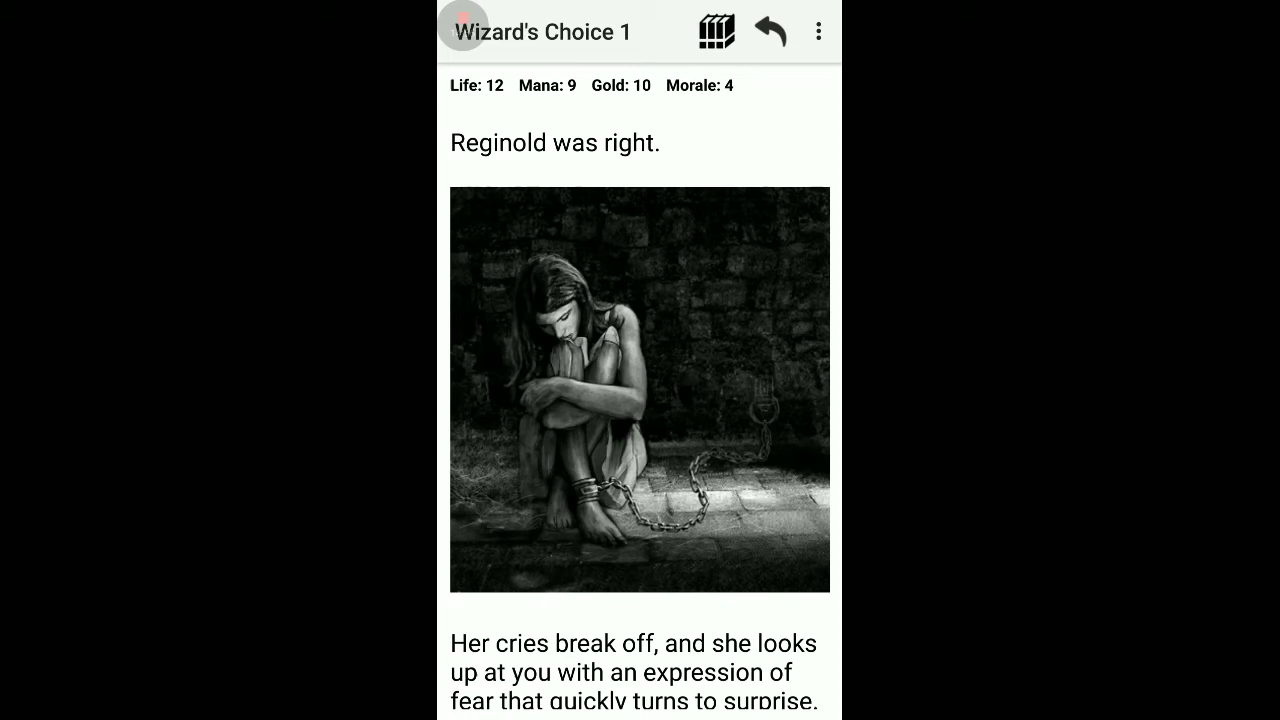 Wizard's Choice 1
Life: 12 Mana: 9 Gold: 10 Morale: 4
Reginold was right.
Her cries break off, and she looks
up at you with an expression of
fear that quickly turns to surprise.